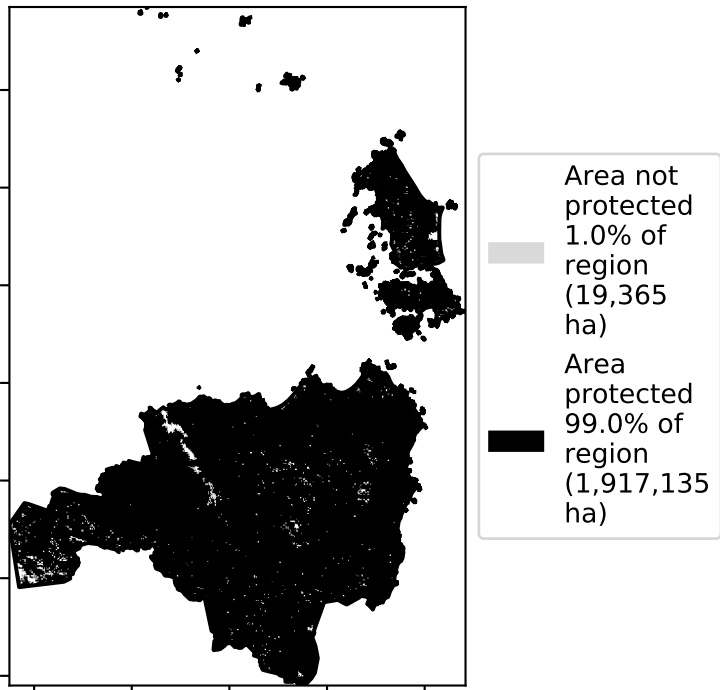 Area not
protected
1.0% of
region
(19,365
ha)
Area
protected
99.0% of
region
(1,917,135
ha)